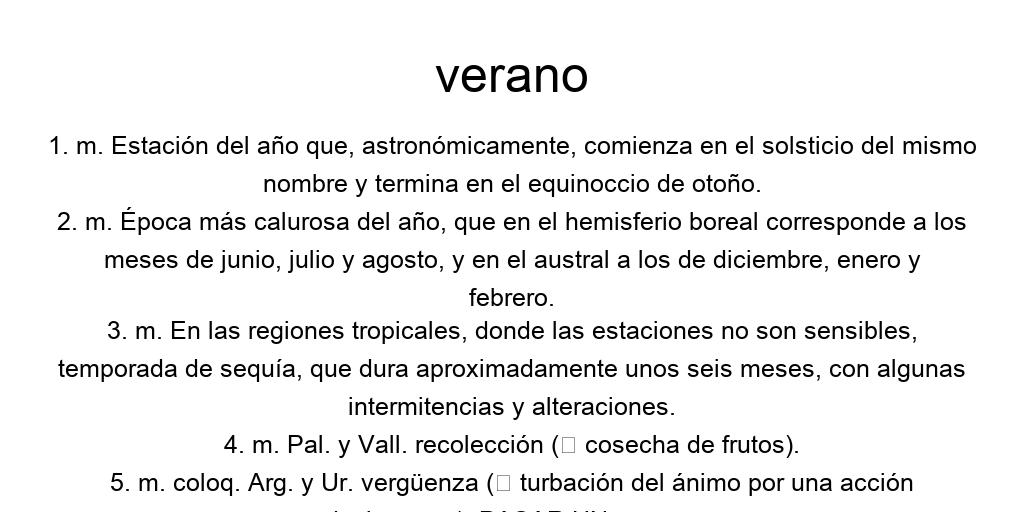 verano
1. m. Estación del año que, astronómicamente, comienza en el solsticio del mismo
nombre y termina en el equinoccio de otoño.
2. m. Época más calurosa del año, que en el hemisferio boreal corresponde a los
meses de junio, julio y agosto, y en el austral a los de diciembre, enero y
febrero.
3. m. En las regiones tropicales, donde las estaciones no son sensibles,
temporada de sequía, que dura aproximadamente unos seis meses, con algunas
intermitencias y alteraciones.
4. m. Pal. y Vall. recolección (□ cosecha de frutos).
5. m. coloq. Arg. y Ur. vergüenza (□ turbación del ánimo por una acción